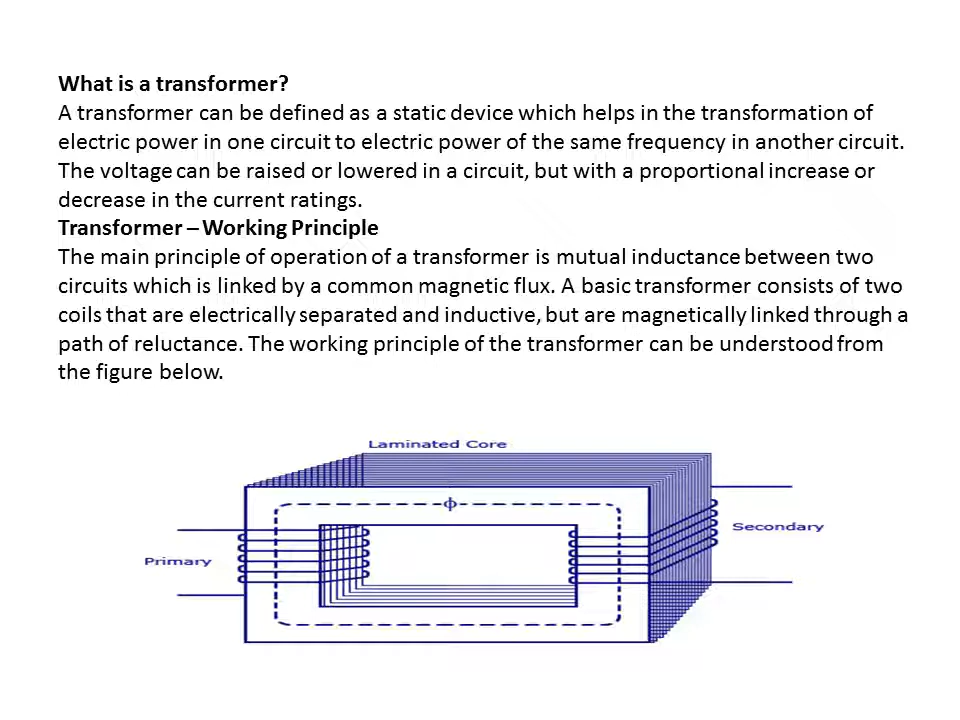 What is a transformer?
A transformer can be defined as a static device which helps in the transformation of
electric power in one circuit to electric power of the same frequency in another circuit.
The voltage can be raised or lowered in a circuit, but with a proportional increase or
decrease in the current ratings.
Transformer – Working Principle
The main principle of operation of a transformer is mutual inductance between two
circuits which is linked by a common magnetic flux. A basic transformer consists of two
coils that are electrically separated and inductive, but are magnetically linked through a
path of reluctance. The working principle of the transformer can be understood from
the figure below.
Laminated Core
ϕ
Secondary
Primary